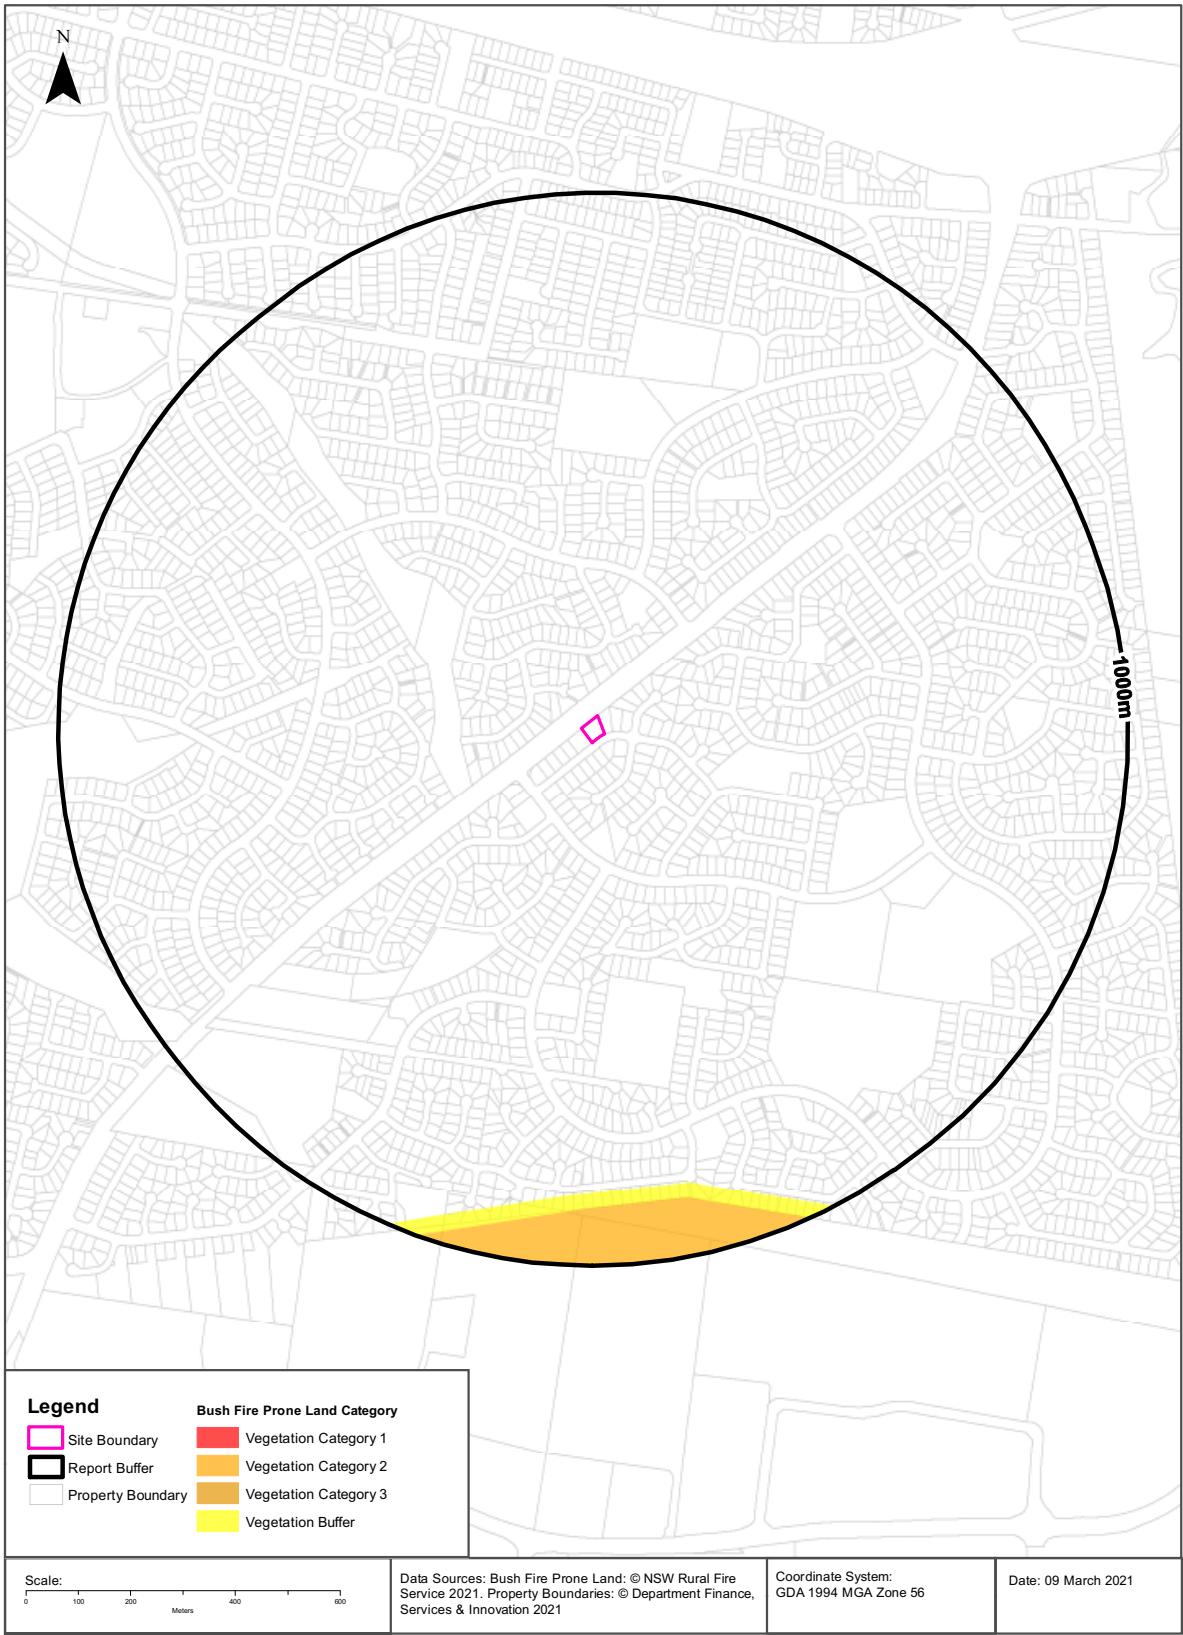 N
1000m
Legend
Site Boundary
Report Buffer
Property Boundary
Bush Fire Prone Land Category
Vegetation Category 1
Vegetation Category 2
Vegetation Category 3
Vegetation Buffer
Scale:
0 100 200 400 600
Meters
Data Sources: Bush Fire Prone Land: © NSW Rural Fire
Service 2021. Property Boundaries: © Department Finance,
Services & Innovation 2021
Coordinate System:
GDA 1994 MGA Zone 56
Date: 09 March 2021